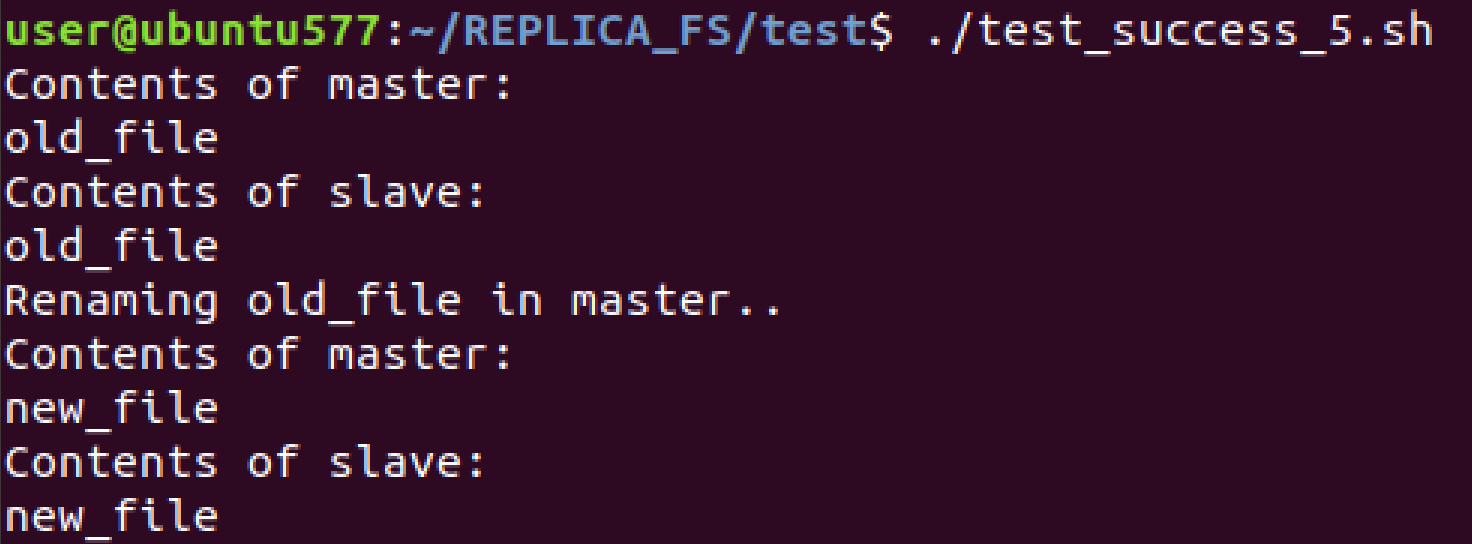 user@ubuntu577:~/REPLICA_FS/test$ ./test_success_5.sh
Contents of master:
old_file
Contents of slave:
old_file
Renaming old_file in master..
Contents of master:
new_file
Contents of slave:
new_file